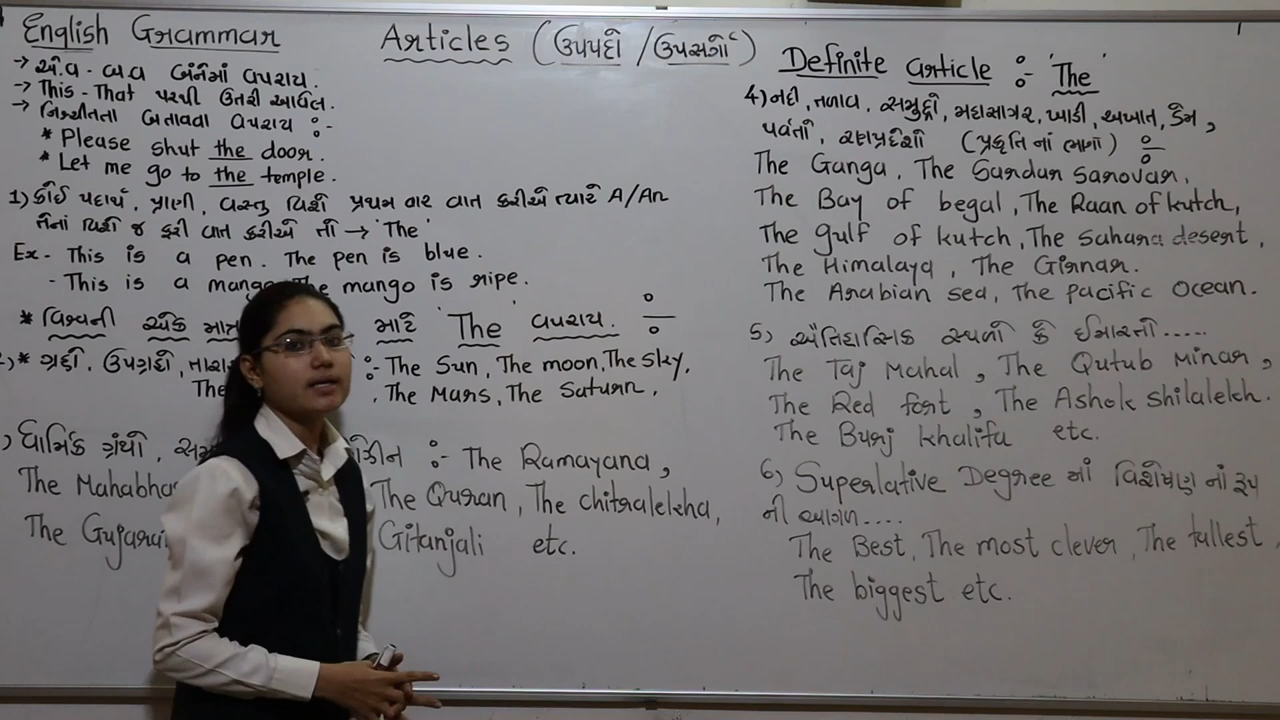 English Grammar
Articles (ઉપપદો / ઉપસર્ગો)
→ એ.વ - બ.વ બંનેમાં વપરાય.
→ This - That પરથી ઉતરી આવેલ.
→ નિશ્ચીતતા બતાવવા વપરાય :-
* Please shut the door.
* Let me go to the temple.
1) કોઈ પદાર્થ, પ્રાણી, વસ્તુ વિશે પ્રથમ વાર વાત કરીએ ત્યારે A/An
તેનાં વિશે જ ફરી વાત કરીએ તો → 'The'
Ex - This is a pen. The pen is blue.
- This is a mango. The mango is ripe.
* વિશ્વની એક માટે 'The' વપરાય. :-
* ગ્રહો, ઉપગ્રહો, :- The Sun, The moon, The sky,
The , The Mars, The Saturn,
) ધાર્મિક ગ્રંથો, :- The Ramayana,
The The Quran, The chitralekha,
The Gitanjali etc.
Definite article :- 'The'
4) નદી, તળાવ, સમુદ્રો, મહાસાગર, ખાડી, અખાત, ડેમ,
પર્વતો, રણપ્રદેશો (પ્રકૃતિ નાં ભાગો) :-
The Ganga, The Sardar sarovar,
The Bay of begal, The Raan of kutch,
The gulf of kutch, The sahara desert,
The Himalaya, The Girnar.
The Arabian sea, The pacific ocean.
5) ઐતિહાસિક સ્થળો કે ઈમારતો.....
The Taj Mahal, The Qutub Minar,
The Red fort, The Ashok shilalekh.
The Burj khalifa etc.
6) Superlative Degree માં વિશેષણ નાં રૂપ
ની આગળ....
The Best, The most clever, The tallest,
The biggest etc.